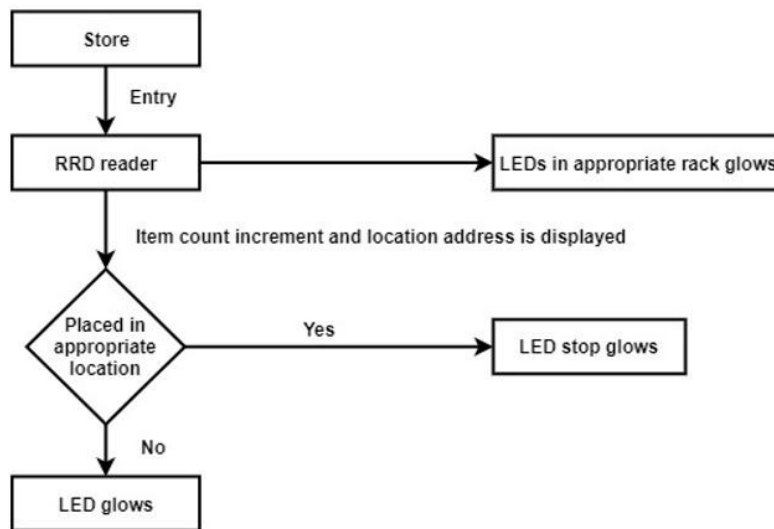 Store
Entry
RRD reader
LEDs in appropriate rack glows
Item count increment and location address is displayed
Placed in
appropriate
location
Yes
LED stop glows
No
LED glows